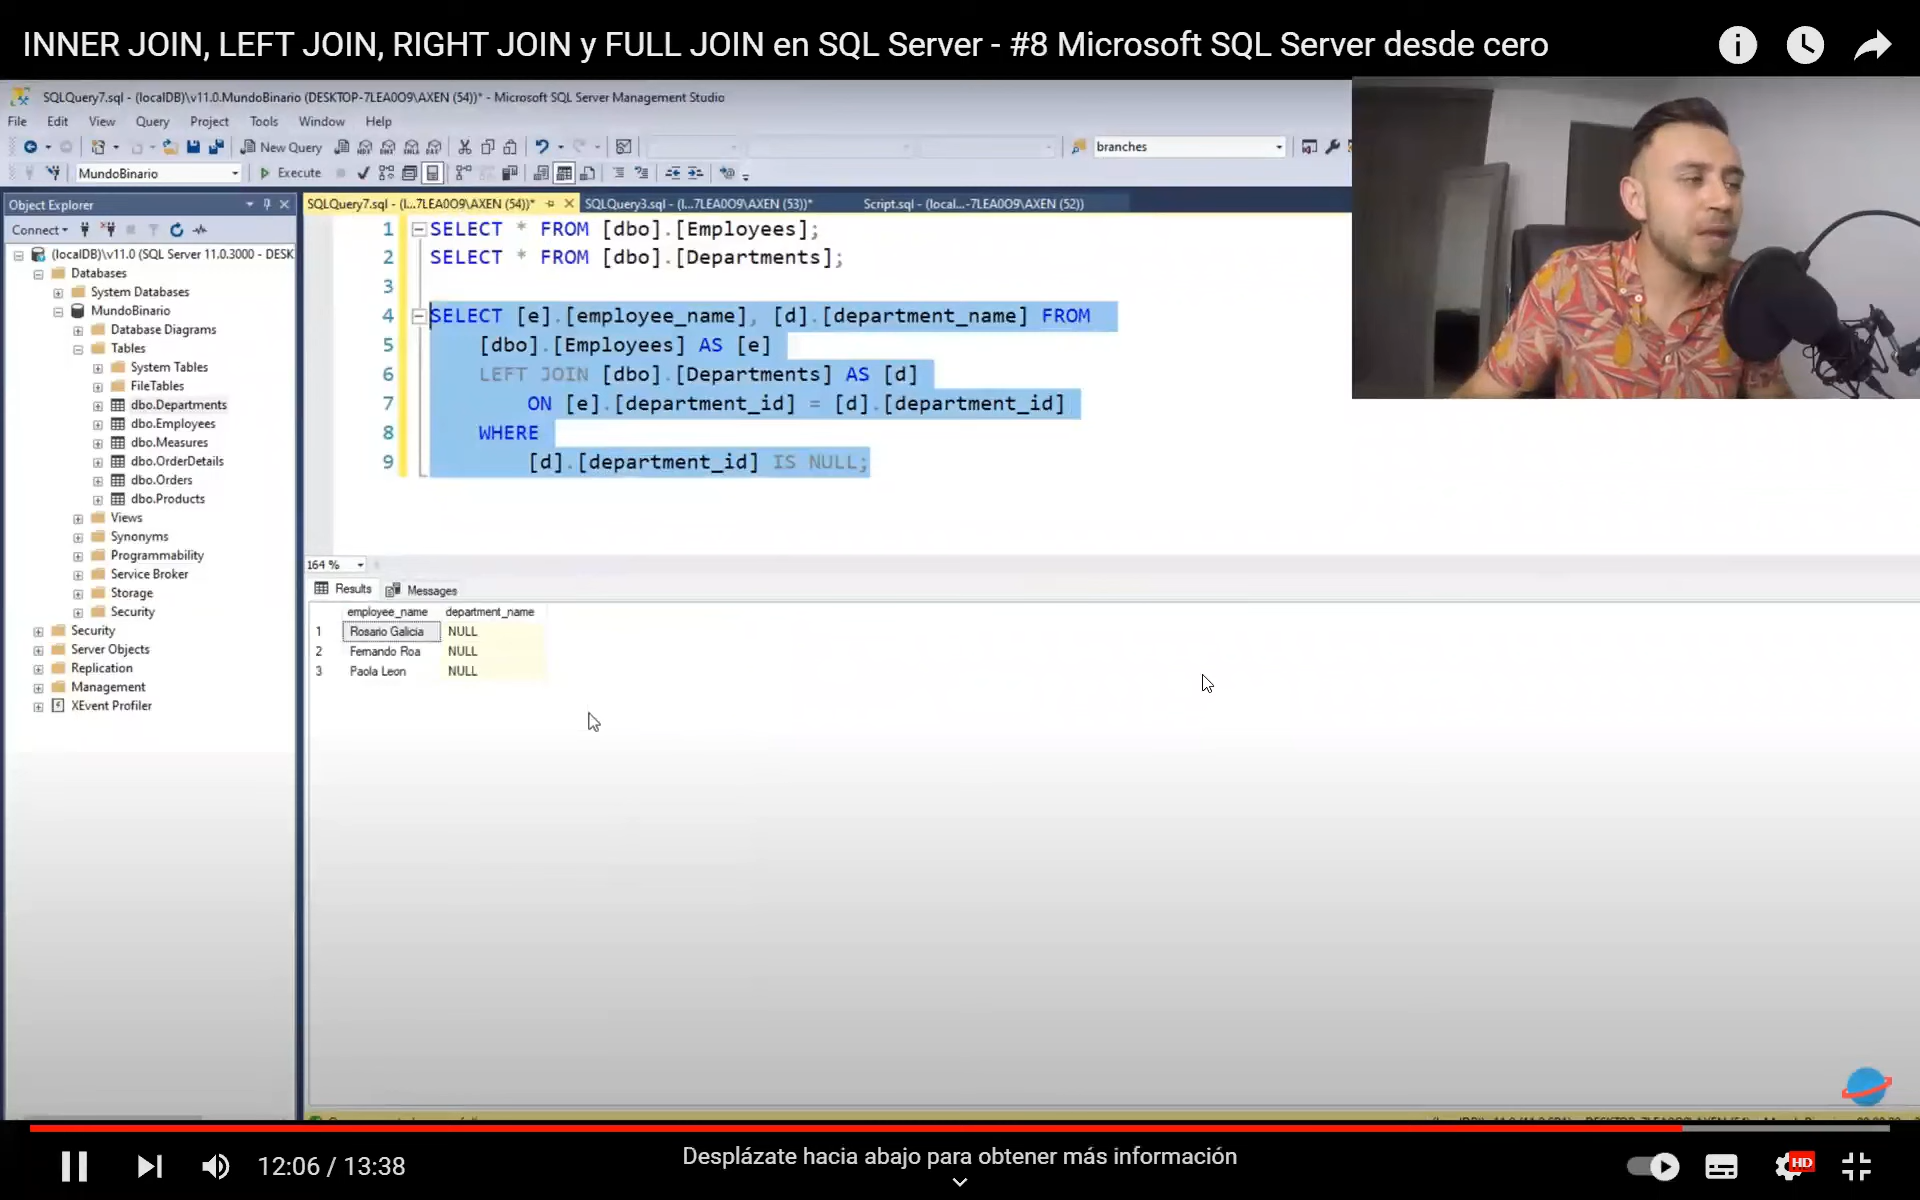 INNER JOIN, LEFT JOIN, RIGHT JOIN y FULL JOIN en SQL Server - #8 Microsoft SQL Server desde cero
SQLQuery7.sql - (localDB)\v11.0.MundoBinario (DESKTOP-7LEA0O9\AXEN (54))* - Microsoft SQL Server Management Studio
File Edit View Query Project Tools Window Help
New Query
branches
MundoBinario
Execute
Object Explorer
SQLQuery7.sql - (l...7LEA0O9\AXEN (54))*
SQLQuery3.sql - (l...7LEA0O9\AXEN (53))*
Script.sql - (local...-7LEA0O9\AXEN (52))
Connect
(localDB)\v11.0 (SQL Server 11.0.3000 - DESK
Databases
System Databases
MundoBinario
Database Diagrams
Tables
System Tables
FileTables
dbo.Departments
dbo.Employees
dbo.Measures
dbo.OrderDetails
dbo.Orders
dbo.Products
Views
Synonyms
Programmability
Service Broker
Storage
Security
Security
Server Objects
Replication
Management
XEvent Profiler
1 SELECT * FROM [dbo].[Employees];
2 SELECT * FROM [dbo].[Departments];
3
4 SELECT [e].[employee_name], [d].[department_name] FROM
5 [dbo].[Employees] AS [e]
6 LEFT JOIN [dbo].[Departments] AS [d]
7 ON [e].[department_id] = [d].[department_id]
8 WHERE
9 [d].[department_id] IS NULL;
164 %
Results Messages
employee_name department_name
1 Rosario Galicia NULL
2 Fernando Roa NULL
3 Paola Leon NULL
12:06 / 13:38
Desplázate hacia abajo para obtener más información
HD